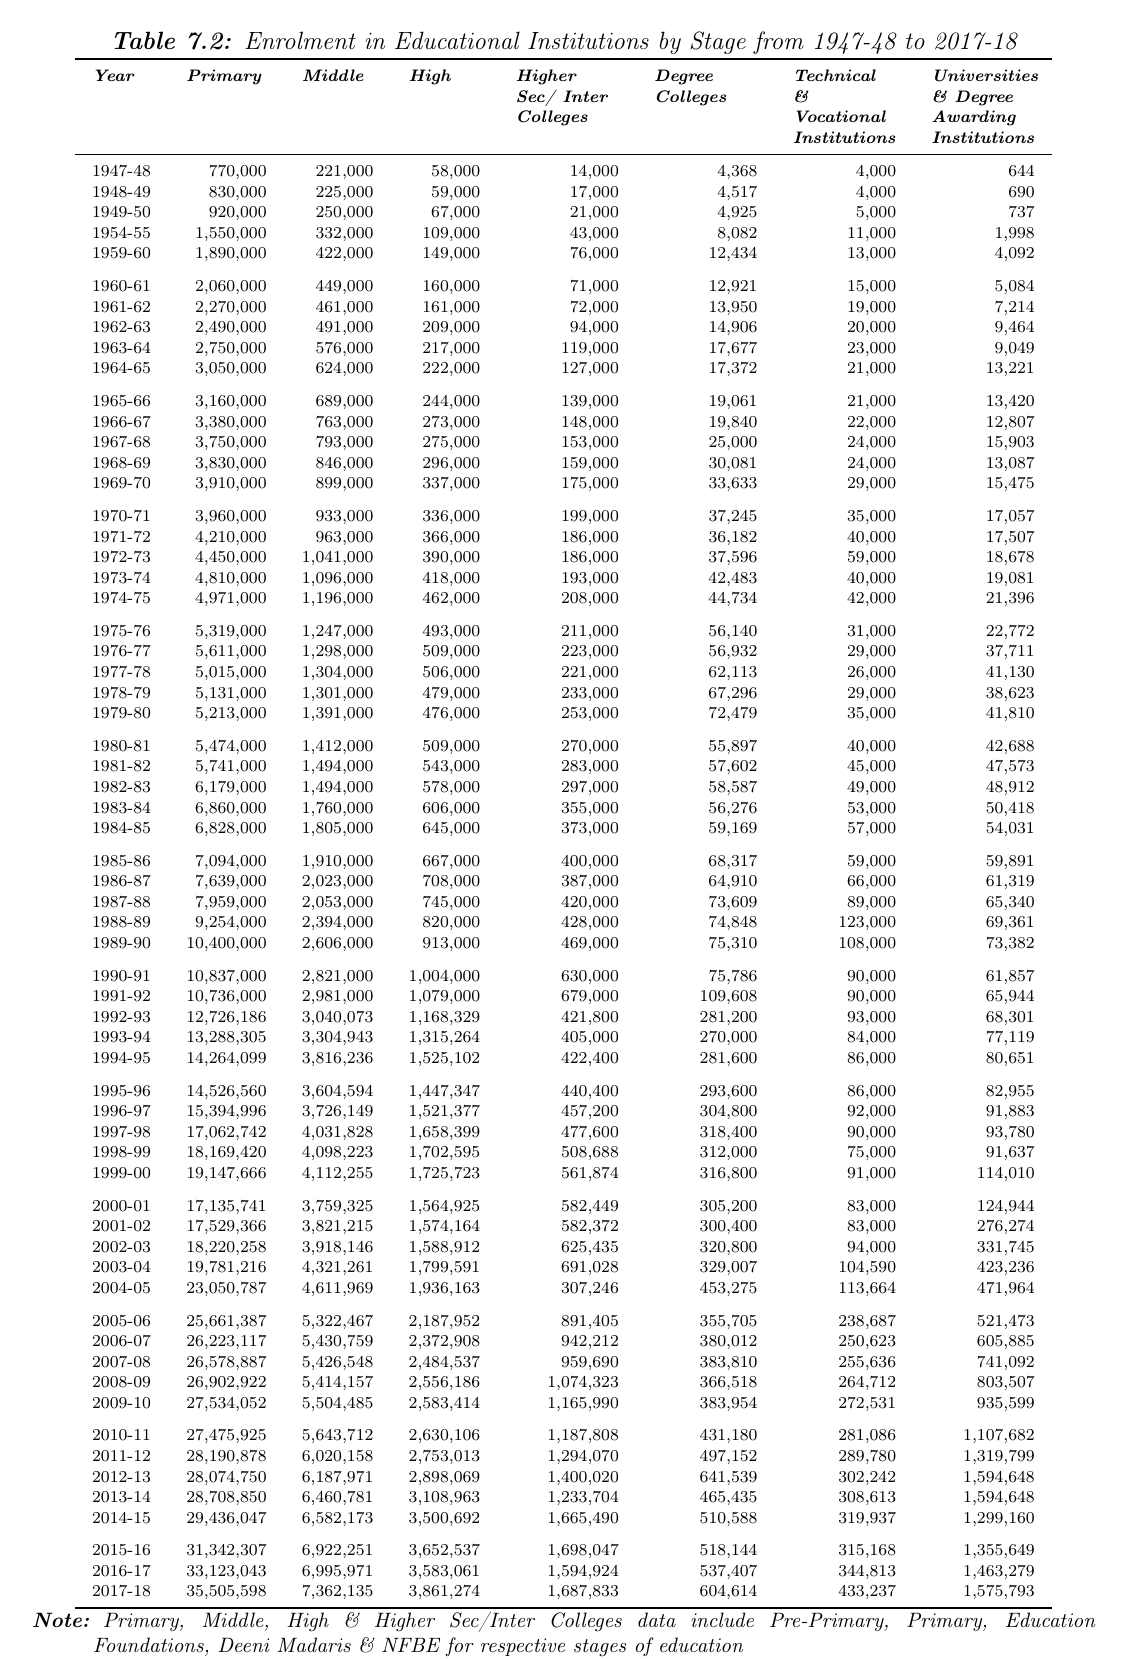 Table 7.2: Enrolment in Educational Institutions by Stage from 1947-48 to 2017-18
Year Primary Middle High Higher Degree Technical Universities
Sec/ Inter Colleges & & Degree
Colleges Vocational Awarding
Institutions Institutions
1947-48 770,000 221,000 58,000 14,000 4,368 4,000 644
1948-49 830,000 225,000 59,000 17,000 4,517 4,000 690
1949-50 920,000 250,000 67,000 21,000 4,925 5,000 737
1954-55 1,550,000 332,000 109,000 43,000 8,082 11,000 1,998
1959-60 1,890,000 422,000 149,000 76,000 12,434 13,000 4,092
1960-61 2,060,000 449,000 160,000 71,000 12,921 15,000 5,084
1961-62 2,270,000 461,000 161,000 72,000 13,950 19,000 7,214
1962-63 2,490,000 491,000 209,000 94,000 14,906 20,000 9,464
1963-64 2,750,000 576,000 217,000 119,000 17,677 23,000 9,049
1964-65 3,050,000 624,000 222,000 127,000 17,372 21,000 13,221
1965-66 3,160,000 689,000 244,000 139,000 19,061 21,000 13,420
1966-67 3,380,000 763,000 273,000 148,000 19,840 22,000 12,807
1967-68 3,750,000 793,000 275,000 153,000 25,000 24,000 15,903
1968-69 3,830,000 846,000 296,000 159,000 30,081 24,000 13,087
1969-70 3,910,000 899,000 337,000 175,000 33,633 29,000 15,475
1970-71 3,960,000 933,000 336,000 199,000 37,245 35,000 17,057
1971-72 4,210,000 963,000 366,000 186,000 36,182 40,000 17,507
1972-73 4,450,000 1,041,000 390,000 186,000 37,596 59,000 18,678
1973-74 4,810,000 1,096,000 418,000 193,000 42,483 40,000 19,081
1974-75 4,971,000 1,196,000 462,000 208,000 44,734 42,000 21,396
1975-76 5,319,000 1,247,000 493,000 211,000 56,140 31,000 22,772
1976-77 5,611,000 1,298,000 509,000 223,000 56,932 29,000 37,711
1977-78 5,015,000 1,304,000 506,000 221,000 62,113 26,000 41,130
1978-79 5,131,000 1,301,000 479,000 233,000 67,296 29,000 38,623
1979-80 5,213,000 1,391,000 476,000 253,000 72,479 35,000 41,810
1980-81 5,474,000 1,412,000 509,000 270,000 55,897 40,000 42,688
1981-82 5,741,000 1,494,000 543,000 283,000 57,602 45,000 47,573
1982-83 6,179,000 1,494,000 578,000 297,000 58,587 49,000 48,912
1983-84 6,860,000 1,760,000 606,000 355,000 56,276 53,000 50,418
1984-85 6,828,000 1,805,000 645,000 373,000 59,169 57,000 54,031
1985-86 7,094,000 1,910,000 667,000 400,000 68,317 59,000 59,891
1986-87 7,639,000 2,023,000 708,000 387,000 64,910 66,000 61,319
1987-88 7,959,000 2,053,000 745,000 420,000 73,609 89,000 65,340
1988-89 9,254,000 2,394,000 820,000 428,000 74,848 123,000 69,361
1989-90 10,400,000 2,606,000 913,000 469,000 75,310 108,000 73,382
1990-91 10,837,000 2,821,000 1,004,000 630,000 75,786 90,000 61,857
1991-92 10,736,000 2,981,000 1,079,000 679,000 109,608 90,000 65,944
1992-93 12,726,186 3,040,073 1,168,329 421,800 281,200 93,000 68,301
1993-94 13,288,305 3,304,943 1,315,264 405,000 270,000 84,000 77,119
1994-95 14,264,099 3,816,236 1,525,102 422,400 281,600 86,000 80,651
1995-96 14,526,560 3,604,594 1,447,347 440,400 293,600 86,000 82,955
1996-97 15,394,996 3,726,149 1,521,377 457,200 304,800 92,000 91,883
1997-98 17,062,742 4,031,828 1,658,399 477,600 318,400 90,000 93,780
1998-99 18,169,420 4,098,223 1,702,595 508,688 312,000 75,000 91,637
1999-00 19,147,666 4,112,255 1,725,723 561,874 316,800 91,000 114,010
2000-01 17,135,741 3,759,325 1,564,925 582,449 305,200 83,000 124,944
2001-02 17,529,366 3,821,215 1,574,164 582,372 300,400 83,000 276,274
2002-03 18,220,258 3,918,146 1,588,912 625,435 320,800 94,000 331,745
2003-04 19,781,216 4,321,261 1,799,591 691,028 329,007 104,590 423,236
2004-05 23,050,787 4,611,969 1,936,163 307,246 453,275 113,664 471,964
2005-06 25,661,387 5,322,467 2,187,952 891,405 355,705 238,687 521,473
2006-07 26,223,117 5,430,759 2,372,908 942,212 380,012 250,623 605,885
2007-08 26,578,887 5,426,548 2,484,537 959,690 383,810 255,636 741,092
2008-09 26,902,922 5,414,157 2,556,186 1,074,323 366,518 264,712 803,507
2009-10 27,534,052 5,504,485 2,583,414 1,165,990 383,954 272,531 935,599
2010-11 27,475,925 5,643,712 2,630,106 1,187,808 431,180 281,086 1,107,682
2011-12 28,190,878 6,020,158 2,753,013 1,294,070 497,152 289,780 1,319,799
2012-13 28,074,750 6,187,971 2,898,069 1,400,020 641,539 302,242 1,594,648
2013-14 28,708,850 6,460,781 3,108,963 1,233,704 465,435 308,613 1,594,648
2014-15 29,436,047 6,582,173 3,500,692 1,665,490 510,588 319,937 1,299,160
2015-16 31,342,307 6,922,251 3,652,537 1,698,047 518,144 315,168 1,355,649
2016-17 33,123,043 6,995,971 3,583,061 1,594,924 537,407 344,813 1,463,279
2017-18 35,505,598 7,362,135 3,861,274 1,687,833 604,614 433,237 1,575,793
Note: Primary, Middle, High & Higher Sec/Inter Colleges data include Pre-Primary, Primary, Education
Foundations, Deeni Madaris & NFBE for respective stages of education